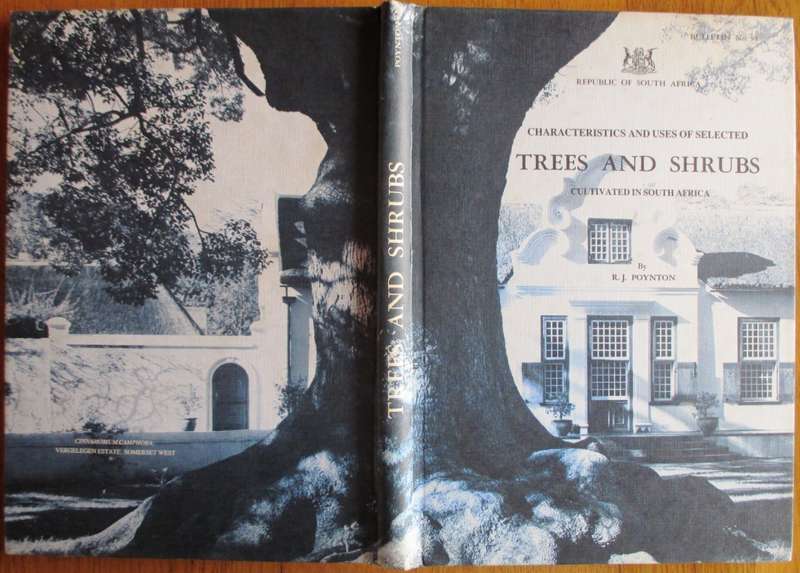 BULLETIN No.
REPUBLIC OF SOUTH AFRICA
CHARACTERISTICS AND USES OF SELECTED
TREES AND SHRUBS
CULTIVATED IN SOUTH AFRICA
By
R. J. POYNTON
POYNTON
TREES AND SHRUBS
CINNAMOMUM CAMPHORA
VERGELEGEN ESTATE, SOMERSET WEST